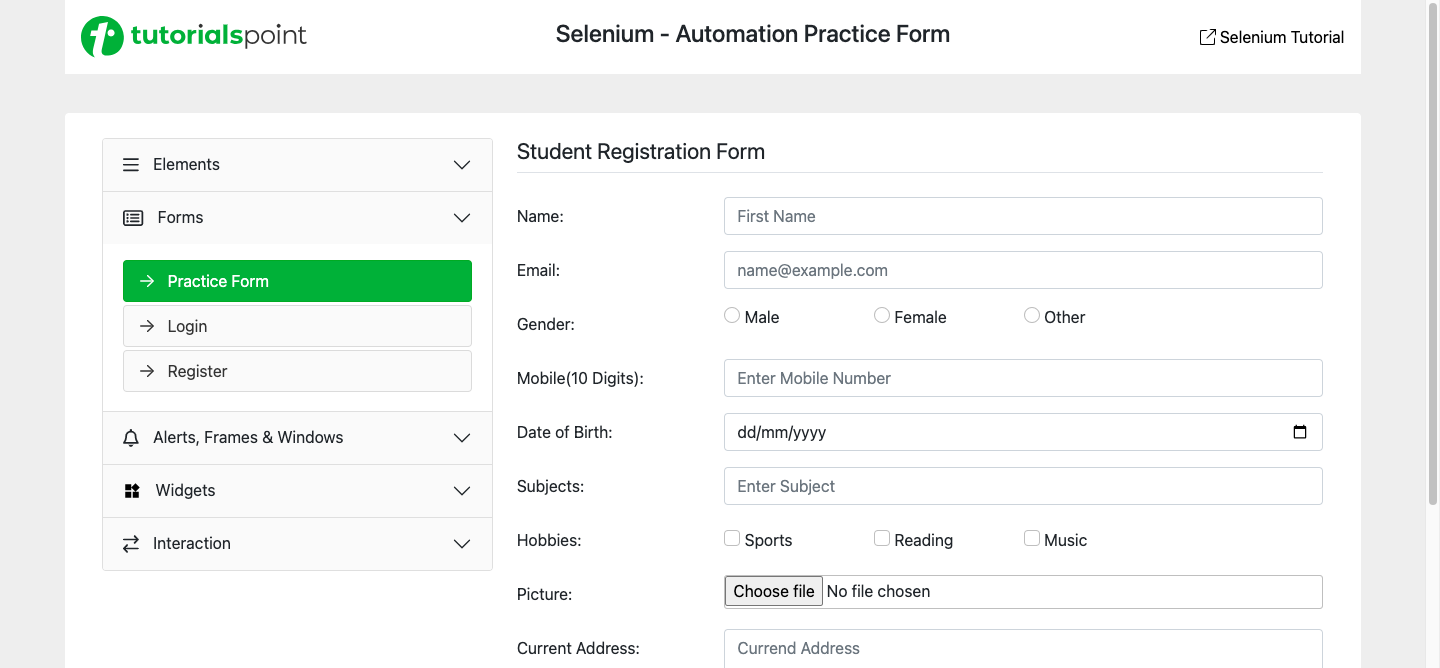 tutorialspoint
Selenium - Automation Practice Form
Selenium Tutorial
Elements
Forms
Practice Form
Login
Register
Alerts, Frames & Windows
Widgets
Interaction
Student Registration Form
Name: First Name
Email: name@example.com
Gender: Male Female Other
Mobile(10 Digits): Enter Mobile Number
Date of Birth: dd/mm/yyyy
Subjects: Enter Subject
Hobbies: Sports Reading Music
Picture: Choose file No file chosen
Current Address: Currend Address